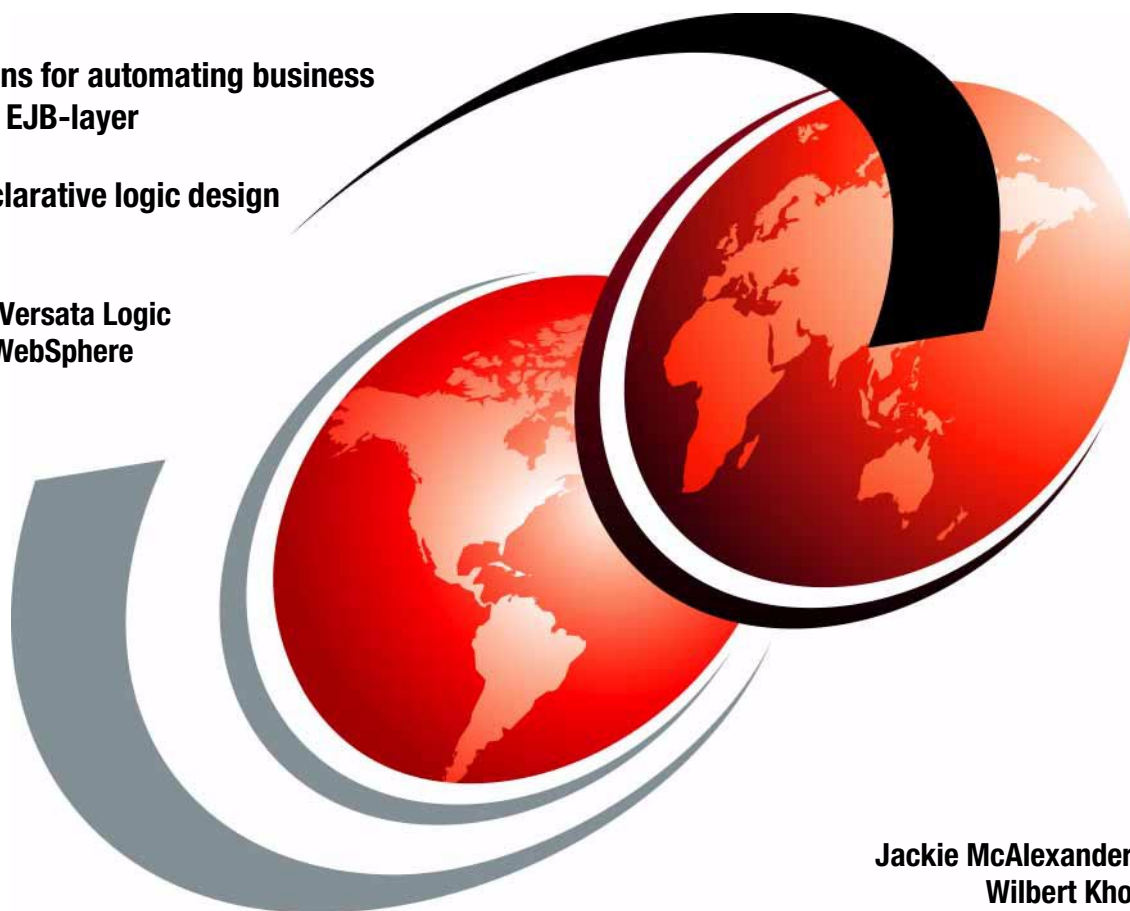 ns for automating business
EJB-layer
clarative logic design
Versata Logic
WebSphere
Jackie McAlexander
Wilbert Kho